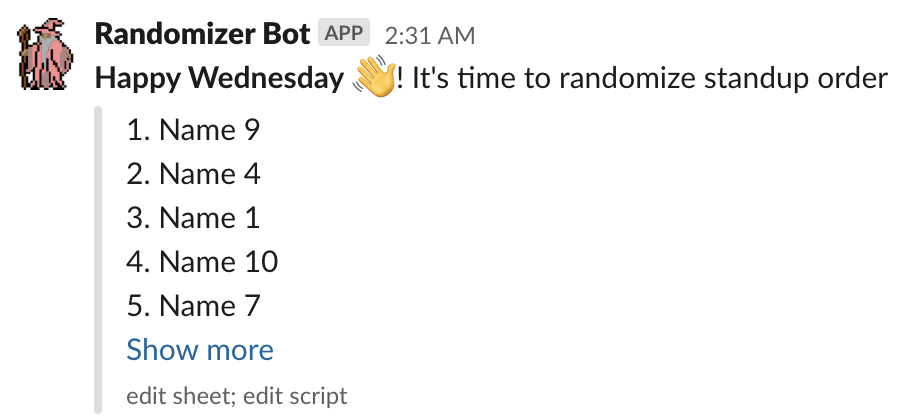 Randomizer Bot APP 2:31 AM
Happy Wednesday 👋! It's time to randomize standup order
1. Name 9
2. Name 4
3. Name 1
4. Name 10
5. Name 7
Show more
edit sheet; edit script